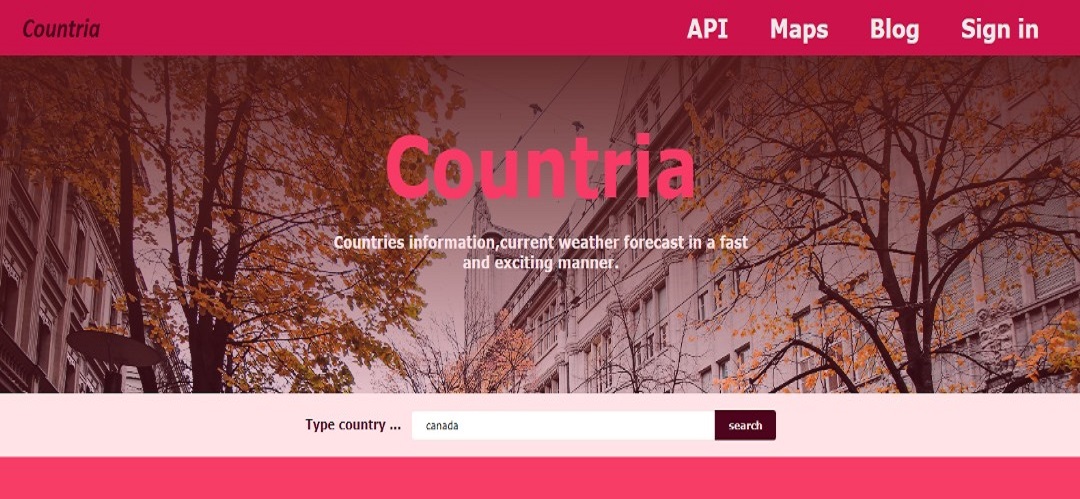 Countria
API Maps Blog Sign in
Countria
Countries information,current weather forecast in a fast
and exciting manner.
Type country ... canada search